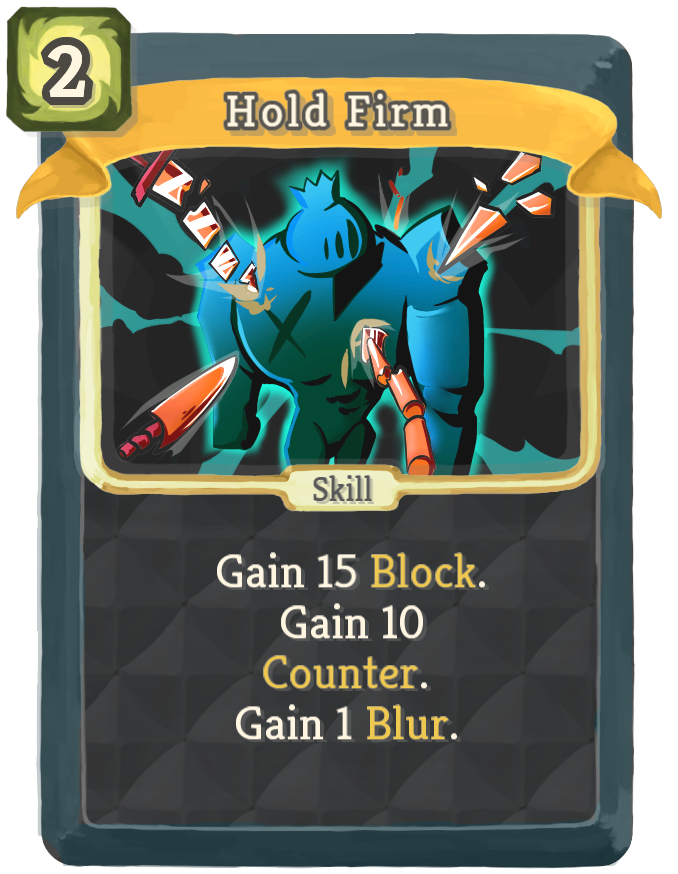 2
Hold Firm
Skill
Gain 15 Block.
Gain 10
Counter.
Gain 1 Blur.